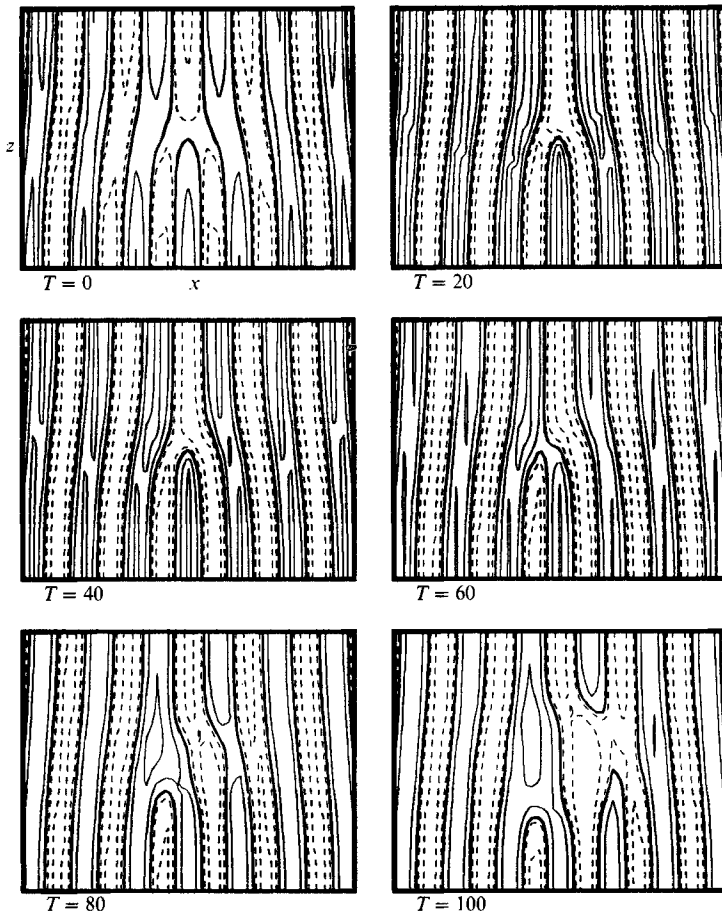 z
T = 0
x
T = 20
T = 40
T = 60
T = 80
T = 100